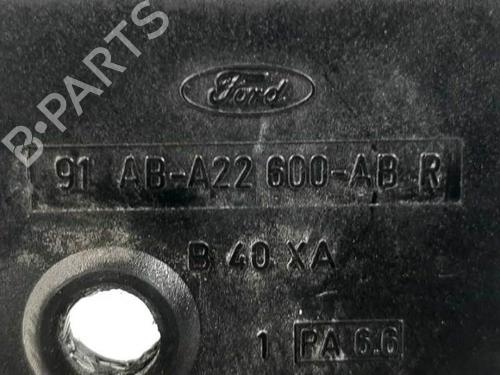 B·PARTS
Ford
91 AB-A22 600-AB R
B 40 XA
1 PA 6.6